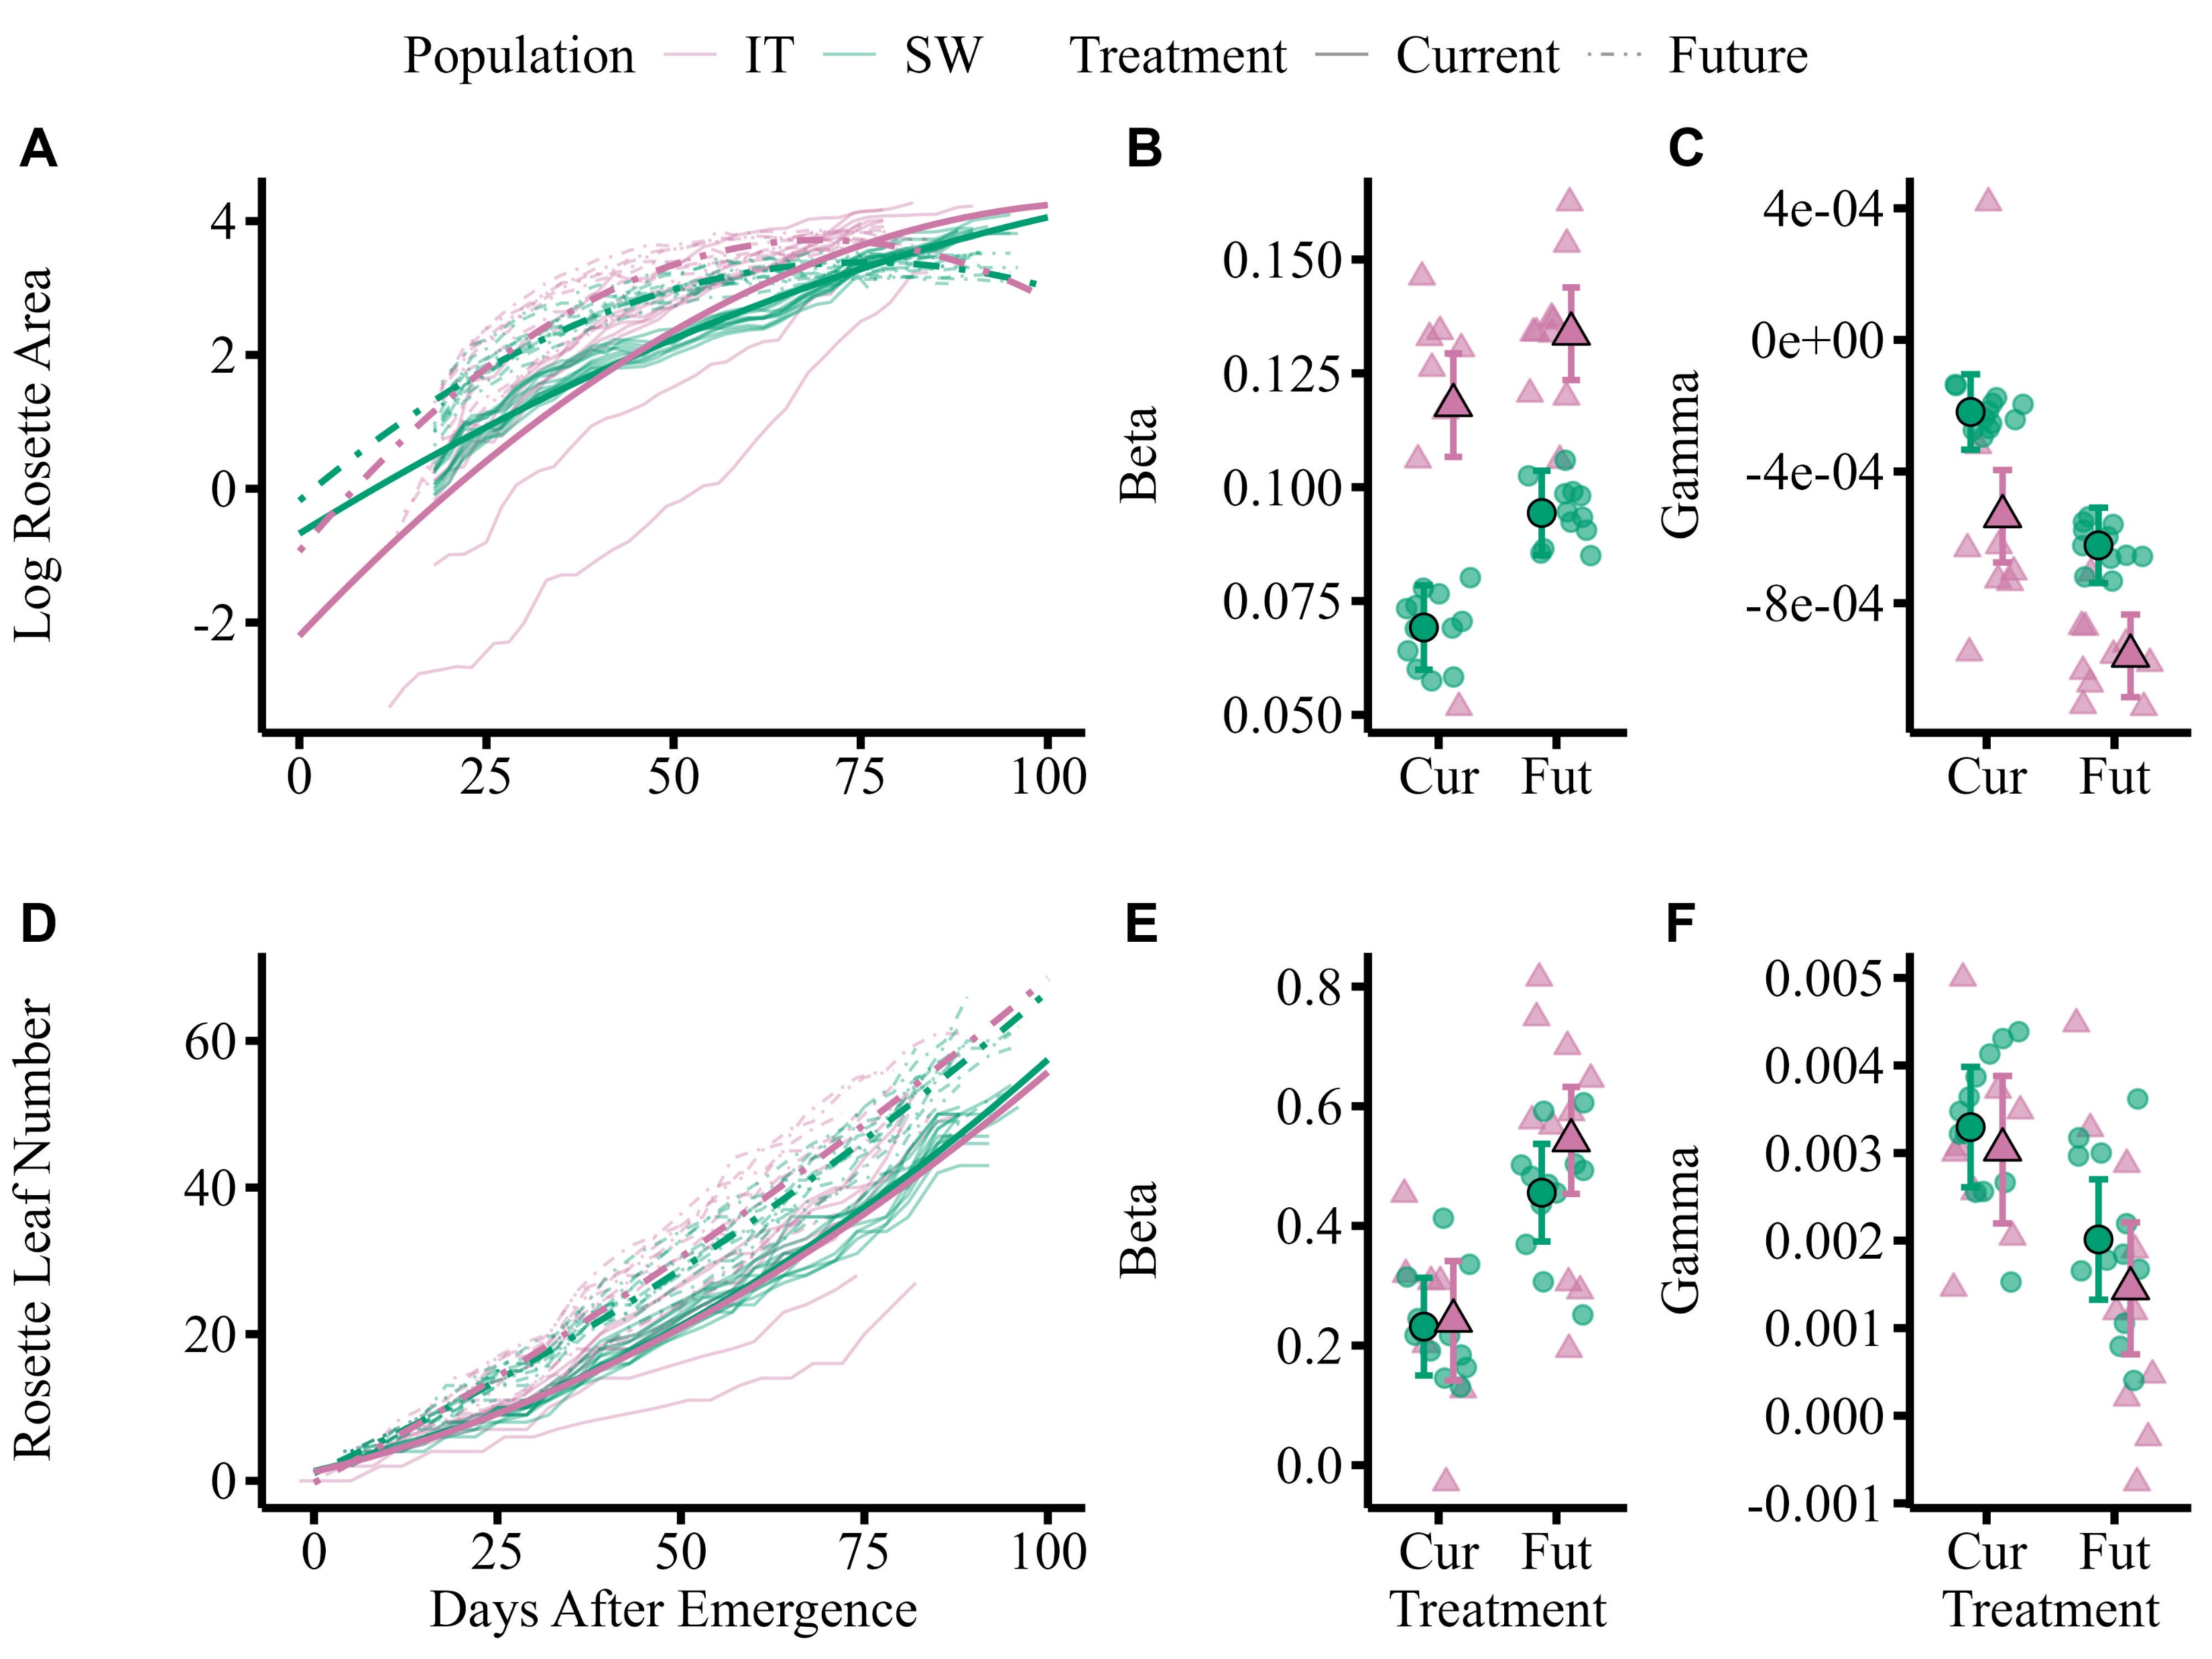 Population IT SW Treatment Current Future
A
B
C
Log Rosette Area
4
2
0
-2
0 25 50 75 100
Beta
0.150
0.125
0.100
0.075
0.050
Cur Fut
Gamma
4e-04
0e+00
-4e-04
-8e-04
Cur Fut
D
E
F
Rosette Leaf Number
60
40
20
0
0 25 50 75 100
Days After Emergence
Beta
0.8
0.6
0.4
0.2
0.0
Cur Fut
Treatment
Gamma
0.005
0.004
0.003
0.002
0.001
0.000
-0.001
Cur Fut
Treatment